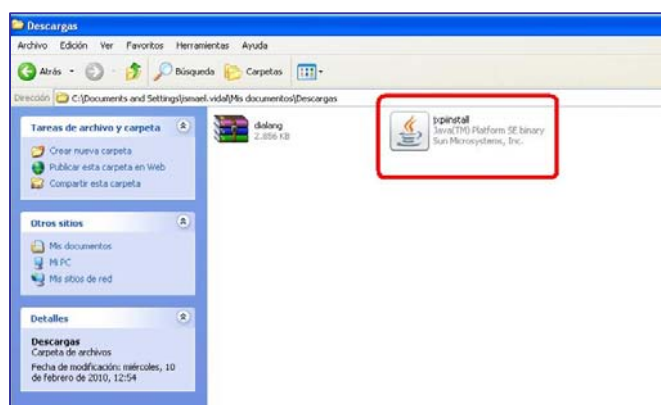 Descargas
Archivo Edición Ver Favoritos Herramientas Ayuda
Atrás Búsqueda Carpetas
Dirección C:\Documents and Settings\jismael.vidal\Mis documentos\Descargas
Tareas de archivo y carpeta
Crear nueva carpeta
Publicar esta carpeta en Web
Compartir esta carpeta
Otros sitios
Mis documentos
Mi PC
Mis sitios de red
Detalles
Descargas
Carpeta de archivos
Fecha de modificación: miércoles, 10
de febrero de 2010, 12:54
dialang
2.856 KB
jxpiinstall
Java(TM) Platform SE binary
Sun Microsystems, Inc.